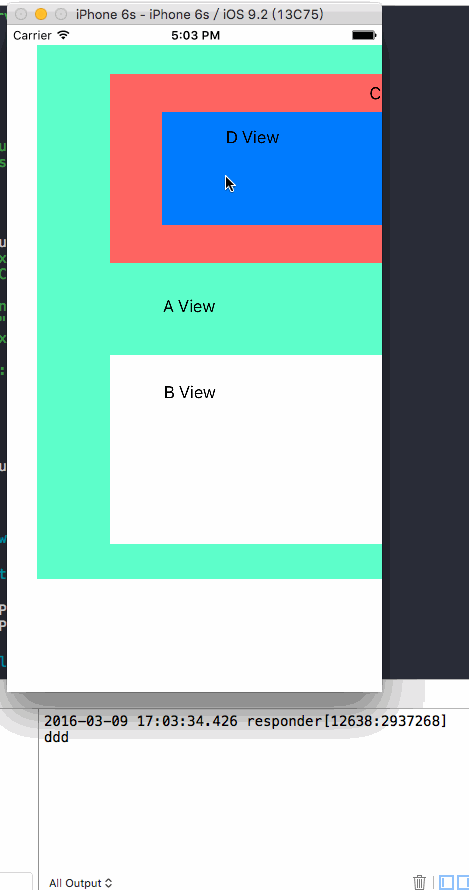 iPhone 6s - iPhone 6s / iOS 9.2 (13C75)
Carrier 5:03 PM
C
D View
A View
B View
2016-03-09 17:03:34.426 responder[12638:2937268]
ddd
All Output